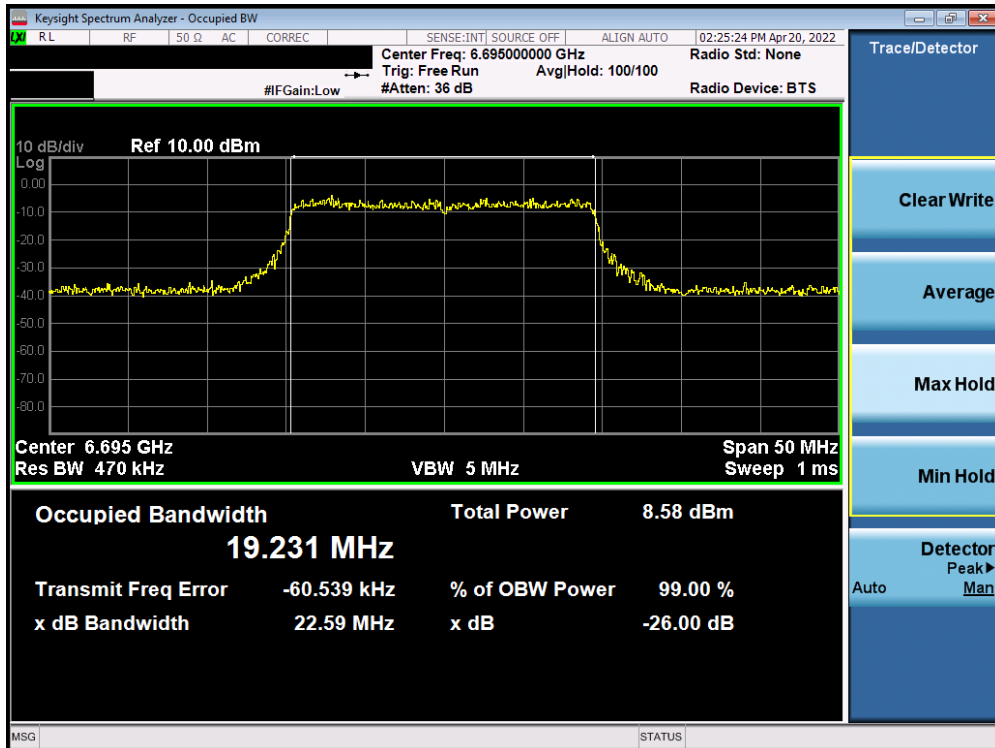 Keysight Spectrum Analyzer - Occupied BW
LXI RL RF 50 Ω AC CORREC SENSE:INT SOURCE OFF ALIGN AUTO 02:25:24 PM Apr 20, 2022
Center Freq: 6.695000000 GHz Radio Std: None
Trig: Free Run Avg|Hold: 100/100
#IFGain:Low #Atten: 36 dB Radio Device: BTS
10 dB/div Ref 10.00 dBm
Log
0.00
-10.0
-20.0
-30.0
-40.0
-50.0
-60.0
-70.0
-80.0
Center 6.695 GHz Span 50 MHz
Res BW 470 kHz VBW 5 MHz Sweep 1 ms
Occupied Bandwidth Total Power 8.58 dBm
19.231 MHz
Transmit Freq Error -60.539 kHz % of OBW Power 99.00 %
x dB Bandwidth 22.59 MHz x dB -26.00 dB
MSG STATUS
Trace/Detector
Clear Write
Average
Max Hold
Min Hold
Detector
Peak▶
Auto Man